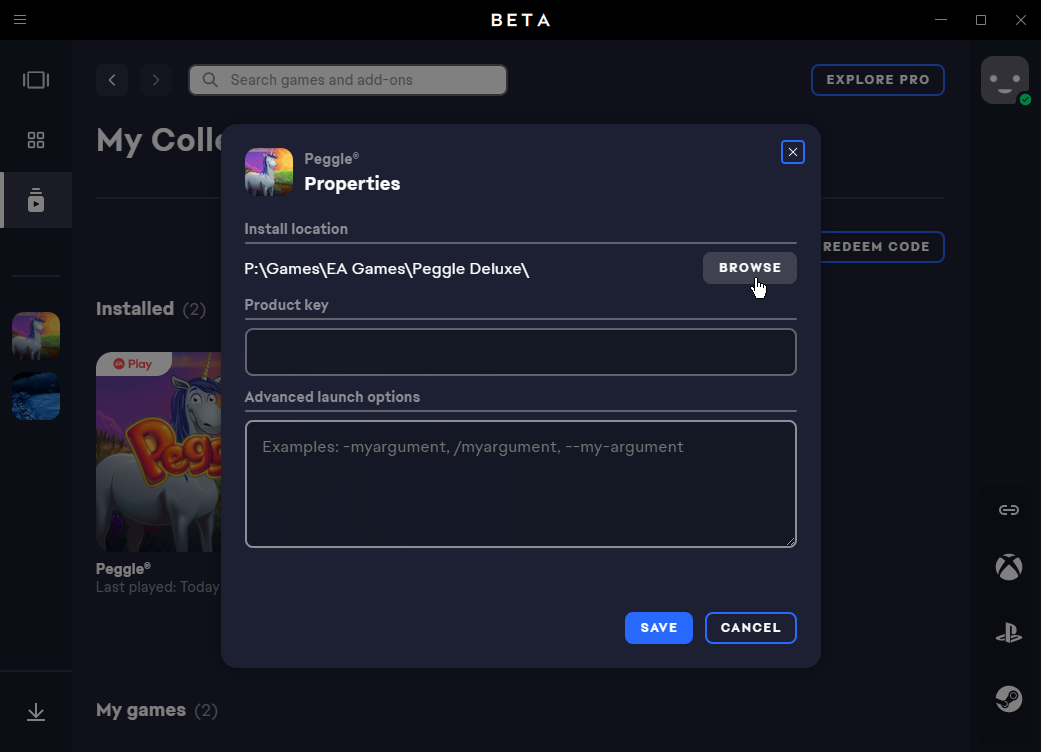 BETA
Search games and add-ons
EXPLORE PRO
My Colle
Peggle®
Properties
Install location
REDEEM CODE
P:\Games\EA Games\Peggle Deluxe\
BROWSE
Product key
Installed (2)
EA Play
Advanced launch options
Examples: -myargument, /myargument, --my-argument
Pegg
Peggle®
Last played: Today
SAVE
CANCEL
My games (2)